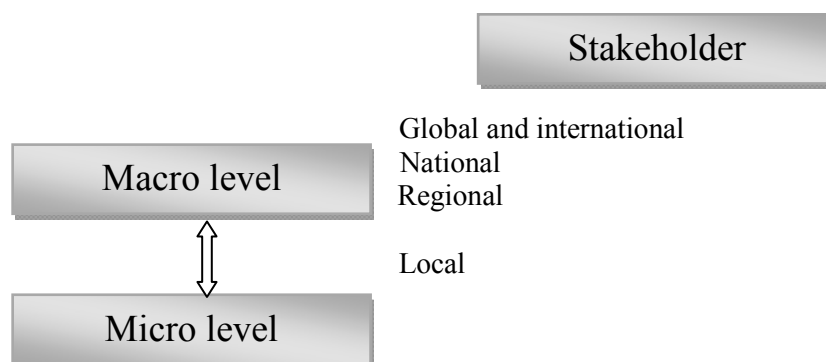 Stakeholder
Global and international
National
Macro level
Regional
Local
Micro level